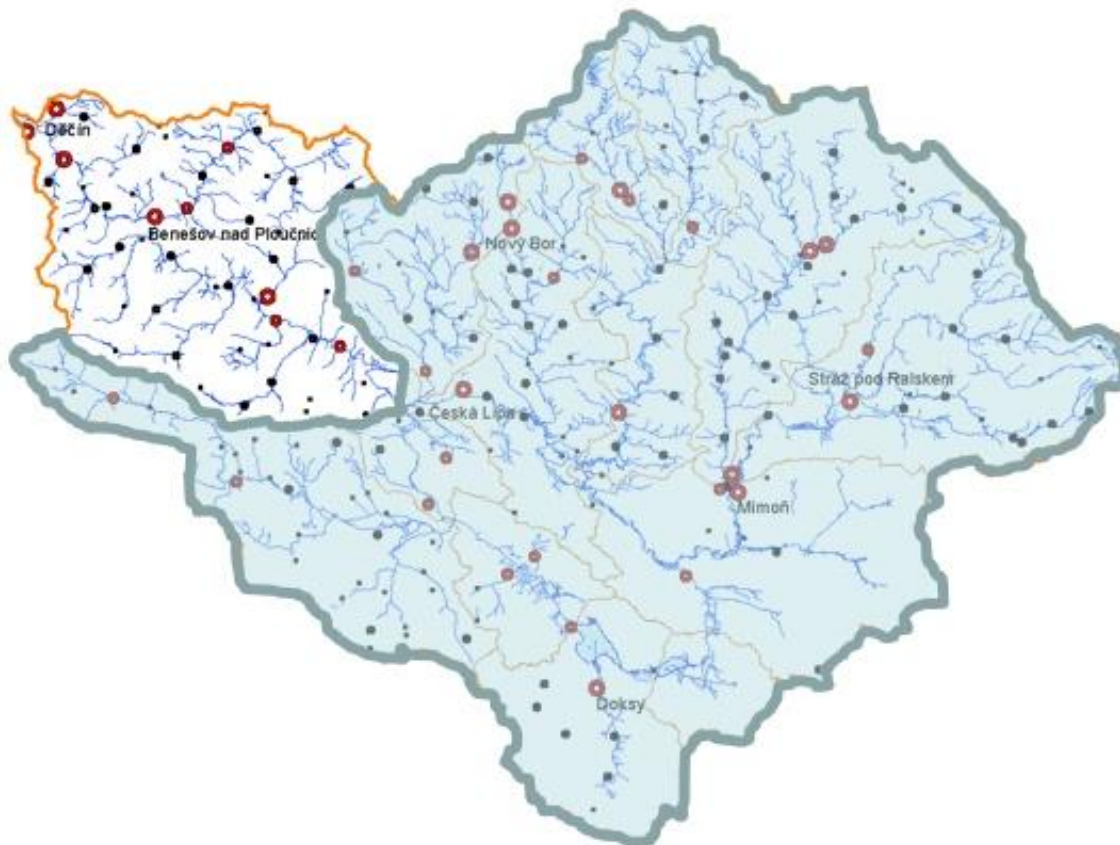 Děčín
Benešov nad Ploučnicí
Nový Bor
Stráž pod Ralskem
Česká Lípa
Mimoň
Doksy